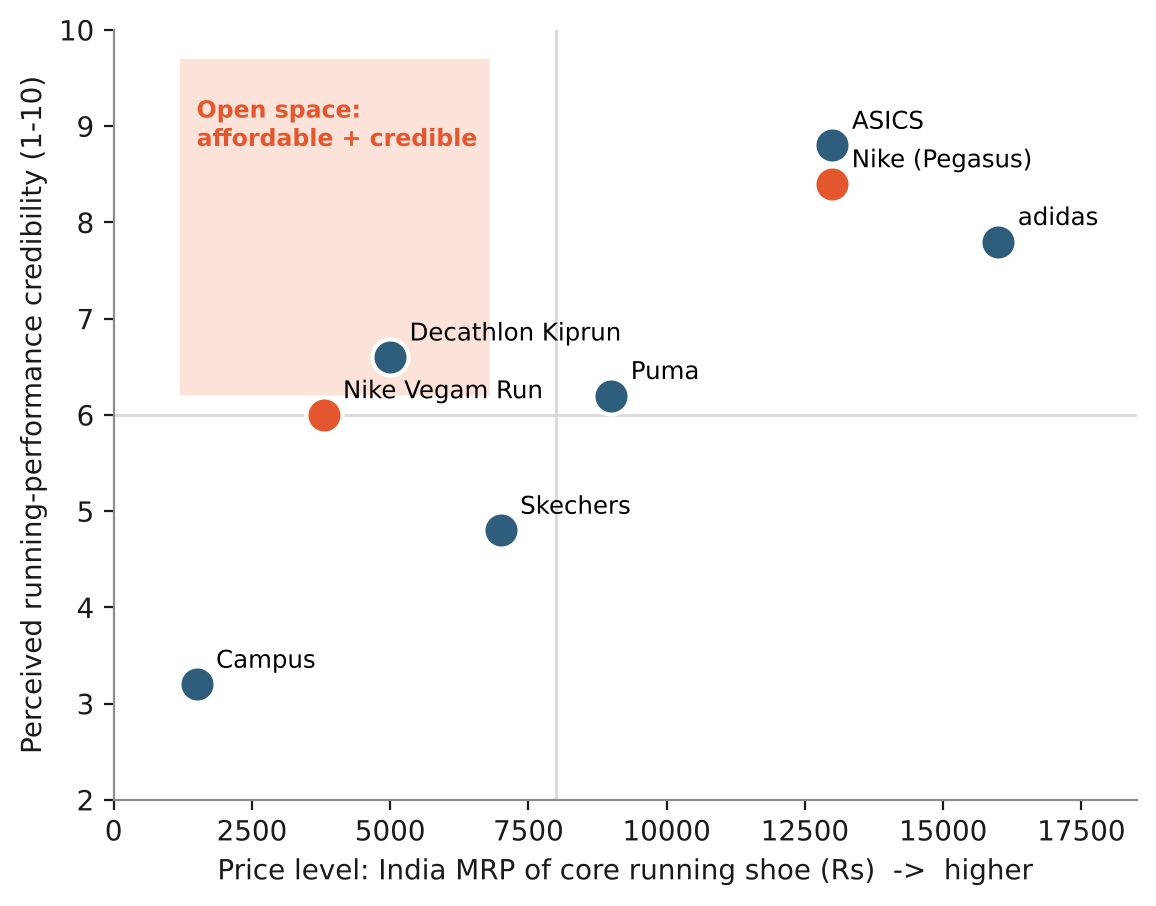 10
9
8
7
6
5
4
3
2
Perceived running-performance credibility (1-10)
Open space:
affordable + credible
ASICS
Nike (Pegasus)
adidas
Decathlon Kiprun
Puma
Nike Vegam Run
Skechers
Campus
0 2500 5000 7500 10000 12500 15000 17500
Price level: India MRP of core running shoe (Rs) -> higher